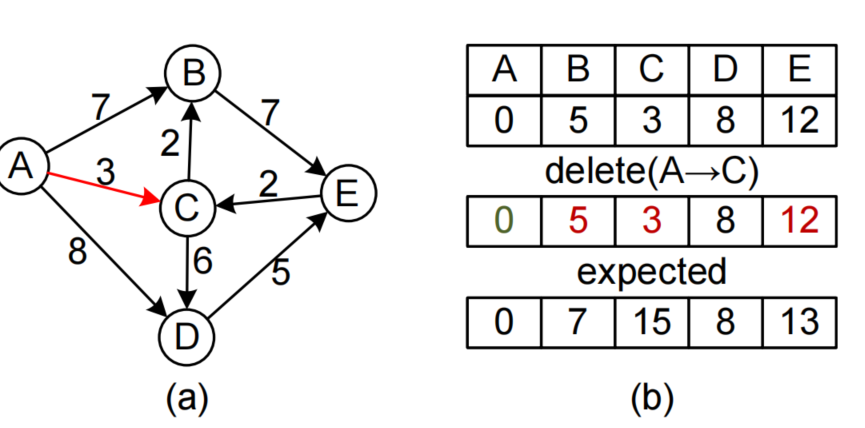 B
7
7
2
A
3
2
E
C
8
6
5
D
(a)
A B C D E
0 5 3 8 12
delete(A→C)
0 5 3 8 12
expected
0 7 15 8 13
(b)